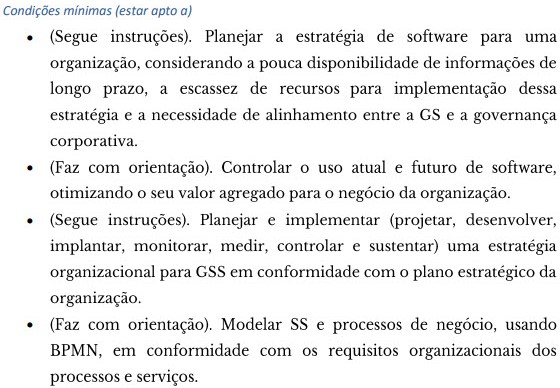 Condições mínimas (estar apto a)
• (Segue instruções). Planejar a estratégia de software para uma
organização, considerando a pouca disponibilidade de informações de
longo prazo, a escassez de recursos para implementação dessa
estratégia e a necessidade de alinhamento entre a GS e a governança
corporativa.
• (Faz com orientação). Controlar o uso atual e futuro de software,
otimizando o seu valor agregado para o negócio da organização.
• (Segue instruções). Planejar e implementar (projetar, desenvolver,
implantar, monitorar, medir, controlar e sustentar) uma estratégia
organizacional para GSS em conformidade com o plano estratégico da
organização.
• (Faz com orientação). Modelar SS e processos de negócio, usando
BPMN, em conformidade com os requisitos organizacionais dos
processos e serviços.